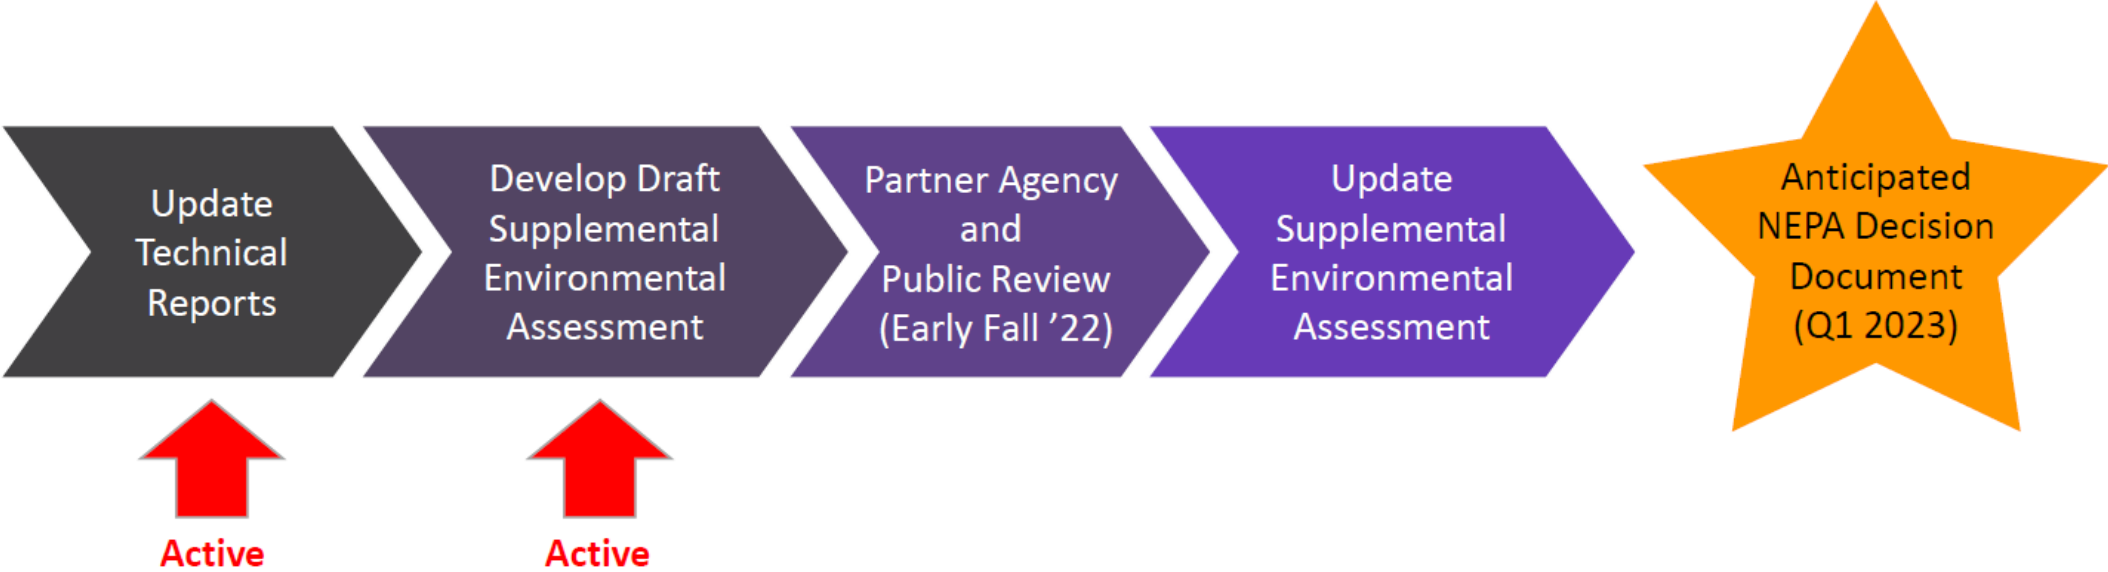 Update
Technical
Reports
Develop Draft
Supplemental
Environmental
Assessment
Partner Agency
and
Public Review
(Early Fall ’22)
Update
Supplemental
Environmental
Assessment
Anticipated
NEPA Decision
Document
(Q1 2023)
Active
Active